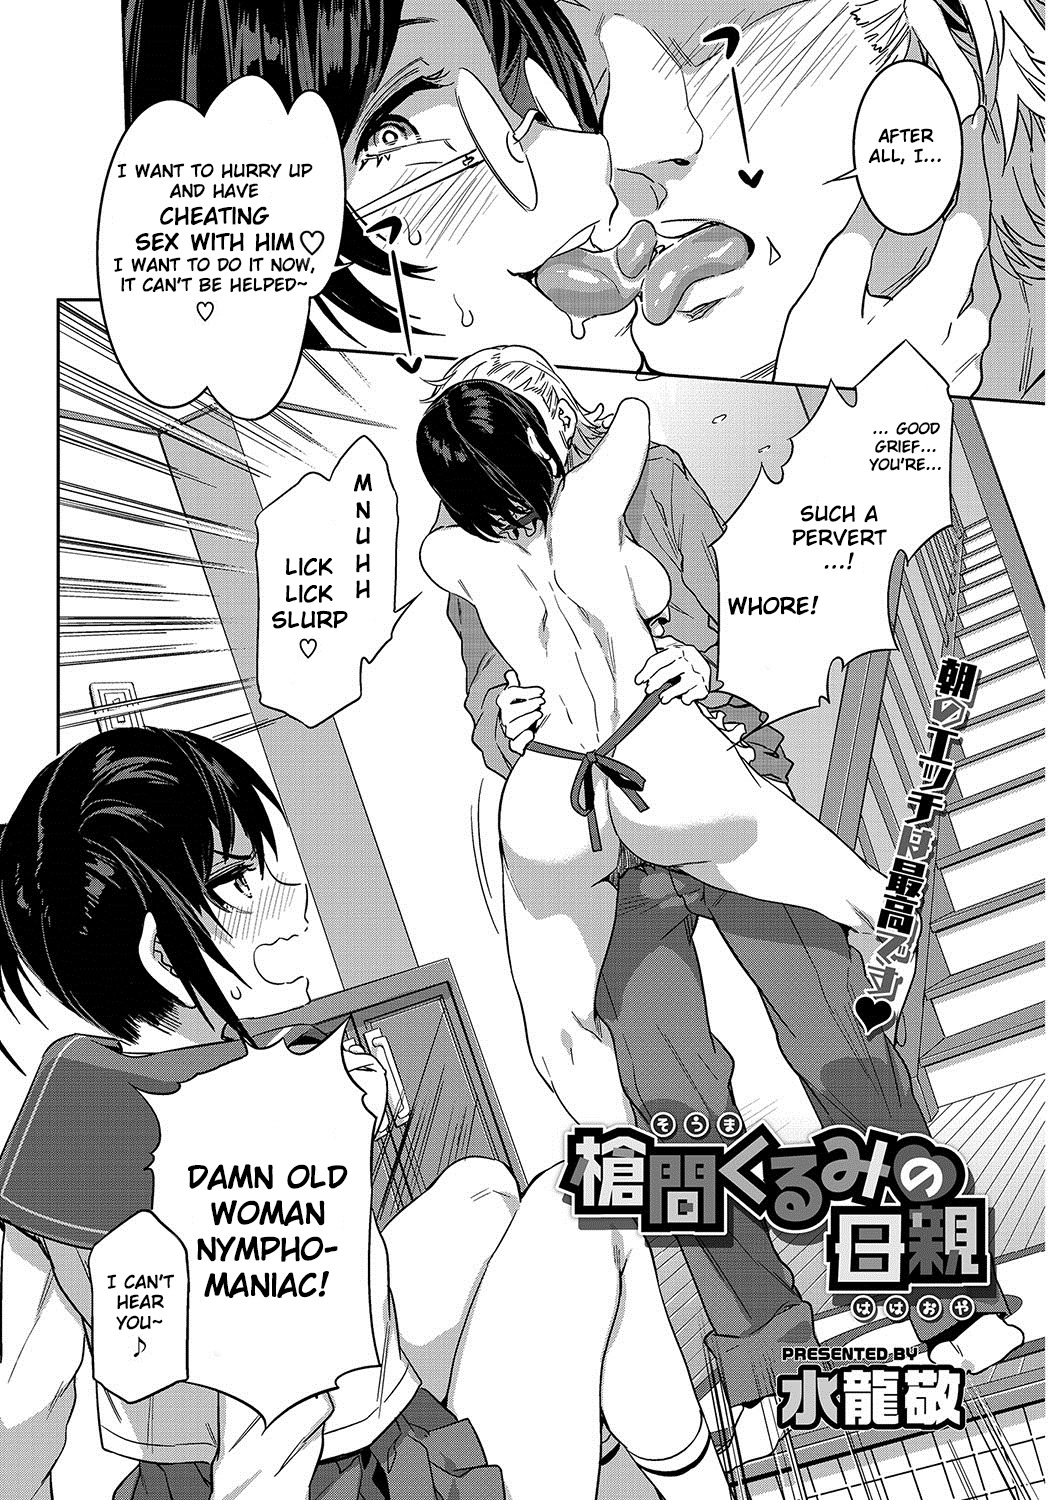 AFTER
ALL, I...
I WANT TO HURRY UP
AND HAVE
CHEATING
SEX WITH HIM♡
I WANT TO DO IT NOW,
IT CAN'T BE HELPED~
♡
... GOOD
GRIEF...
YOU'RE...
SUCH A
PERVERT
...!
WHORE!
MNUHH
LICK
LICK
SLURP
♡
朝のエッチは最高です♥
DAMN OLD
WOMAN
NYMPHO-
MANIAC!
I CAN'T
HEAR
YOU~
♪
そうま
槍間くるみの
母親
ははおや
PRESENTED BY
水龍敬